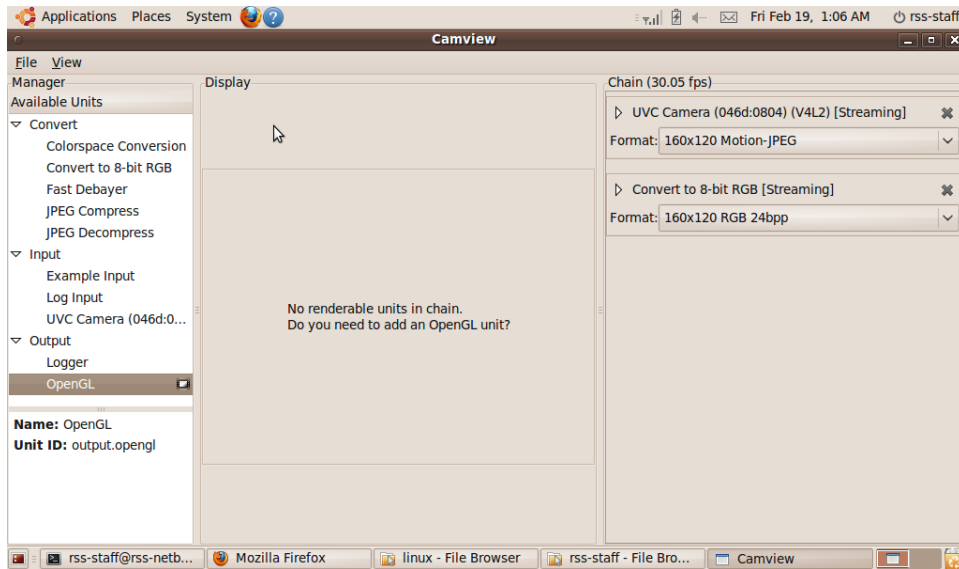 Applications Places System Fri Feb 19, 1:06 AM rss-staff
Camview
File View
Manager
Available Units
Convert
Colorspace Conversion
Convert to 8-bit RGB
Fast Debayer
JPEG Compress
JPEG Decompress
Input
Example Input
Log Input
UVC Camera (046d:0...
Output
Logger
OpenGL
Name: OpenGL
Unit ID: output.opengl
Display
No renderable units in chain.
Do you need to add an OpenGL unit?
Chain (30.05 fps)
UVC Camera (046d:0804) (V4L2) [Streaming]
Format: 160x120 Motion-JPEG
Convert to 8-bit RGB [Streaming]
Format: 160x120 RGB 24bpp
rss-staff@rss-netb... Mozilla Firefox linux - File Browser rss-staff - File Bro... Camview